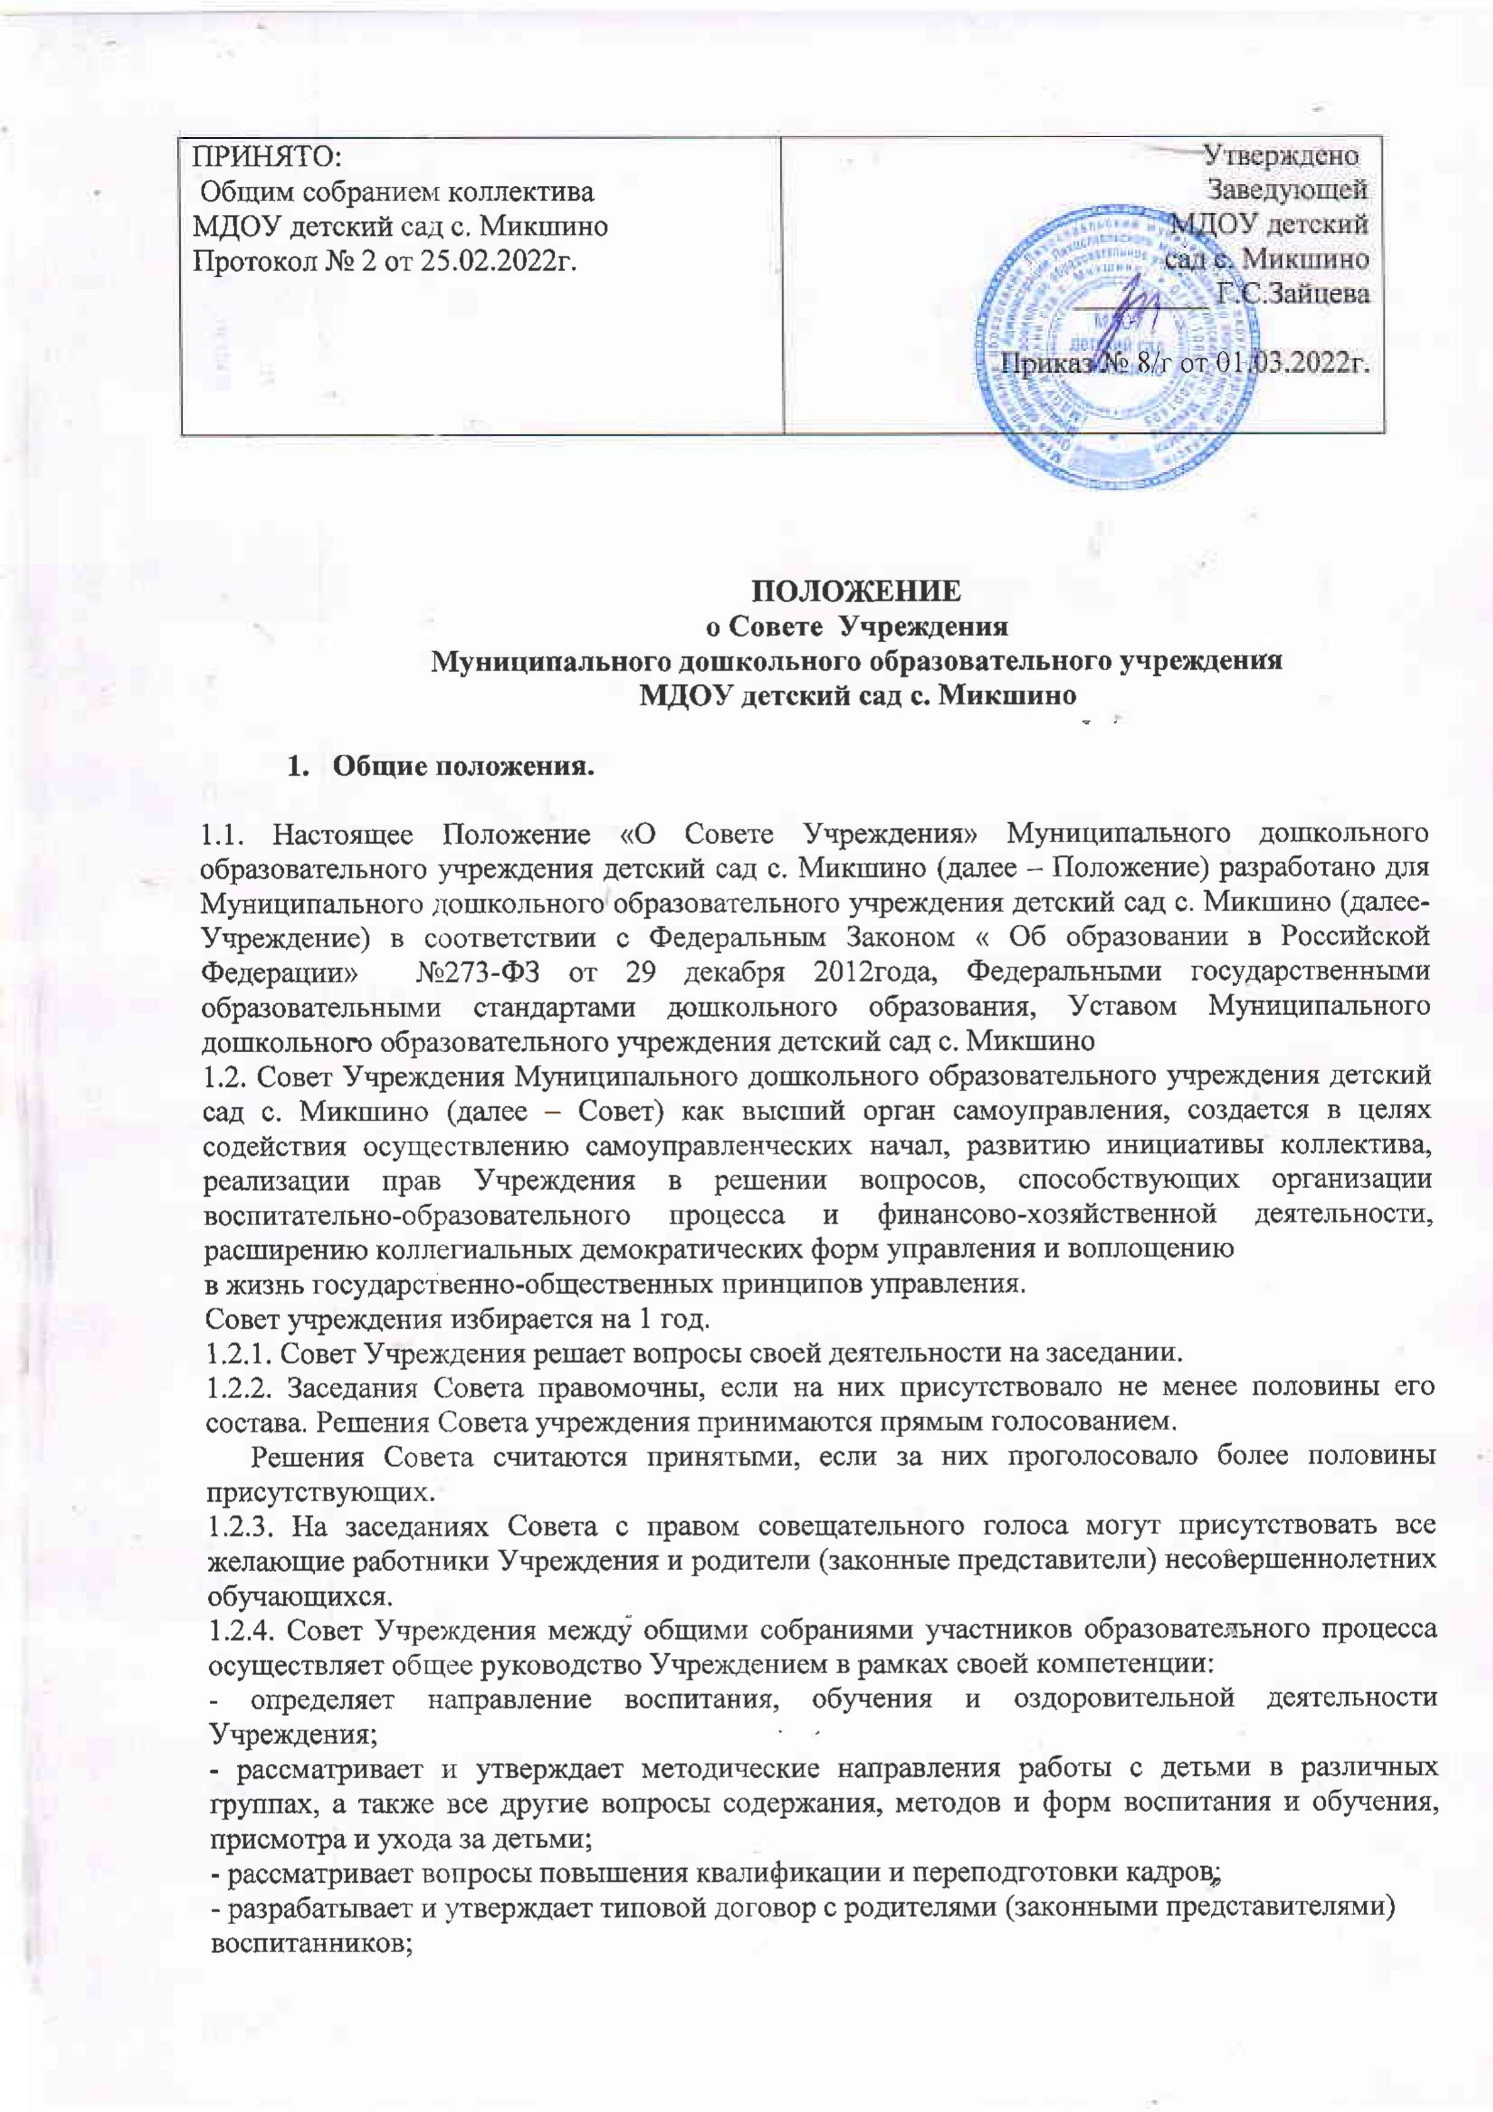 ПРИНЯТО:
Общим собранием коллектива
МДОУ детский сад с. Микшино
Протокол № 2 от 25.02.2022г.
Утверждено
Заведующей
МДОУ детский
сад с. Микшино
Г.С.Зайцева
Приказ № 8/г от 01.03.2022г.
МДОУ
детский сад
ПОЛОЖЕНИЕ
о Совете Учреждения
Муниципального дошкольного образовательного учреждения
МДОУ детский сад с. Микшино
1. Общие положения.
1.1. Настоящее Положение «О Совете Учреждения» Муниципального дошкольного
образовательного учреждения детский сад с. Микшино (далее – Положение) разработано для
Муниципального дошкольного образовательного учреждения детский сад с. Микшино (далее-
Учреждение) в соответствии с Федеральным Законом « Об образовании в Российской
Федерации» №273-ФЗ от 29 декабря 2012года, Федеральными государственными
образовательными стандартами дошкольного образования, Уставом Муниципального
дошкольного образовательного учреждения детский сад с. Микшино
1.2. Совет Учреждения Муниципального дошкольного образовательного учреждения детский
сад с. Микшино (далее – Совет) как высший орган самоуправления, создается в целях
содействия осуществлению самоуправленческих начал, развитию инициативы коллектива,
реализации прав Учреждения в решении вопросов, способствующих организации
воспитательно-образовательного процесса и финансово-хозяйственной деятельности,
расширению коллегиальных демократических форм управления и воплощению
в жизнь государственно-общественных принципов управления.
Совет учреждения избирается на 1 год.
1.2.1. Совет Учреждения решает вопросы своей деятельности на заседании.
1.2.2. Заседания Совета правомочны, если на них присутствовало не менее половины его
состава. Решения Совета учреждения принимаются прямым голосованием.
Решения Совета считаются принятыми, если за них проголосовало более половины
присутствующих.
1.2.3. На заседаниях Совета с правом совещательного голоса могут присутствовать все
желающие работники Учреждения и родители (законные представители) несовершеннолетних
обучающихся.
1.2.4. Совет Учреждения между общими собраниями участников образовательного процесса
осуществляет общее руководство Учреждением в рамках своей компетенции:
- определяет направление воспитания, обучения и оздоровительной деятельности
Учреждения;
- рассматривает и утверждает методические направления работы с детьми в различных
группах, а также все другие вопросы содержания, методов и форм воспитания и обучения,
присмотра и ухода за детьми;
- рассматривает вопросы повышения квалификации и переподготовки кадров;
- разрабатывает и утверждает типовой договор с родителями (законными представителями)
воспитанников;